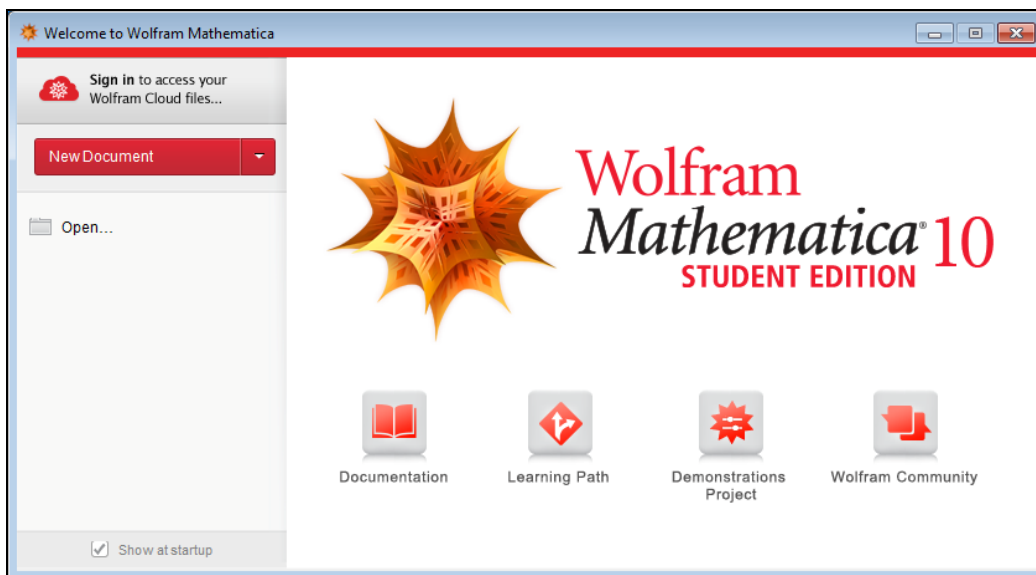 Welcome to Wolfram Mathematica
Sign in to access your
Wolfram Cloud files...
New Document
Open...
Show at startup
Wolfram
Mathematica® 10
STUDENT EDITION
Documentation
Learning Path
Demonstrations
Project
Wolfram Community